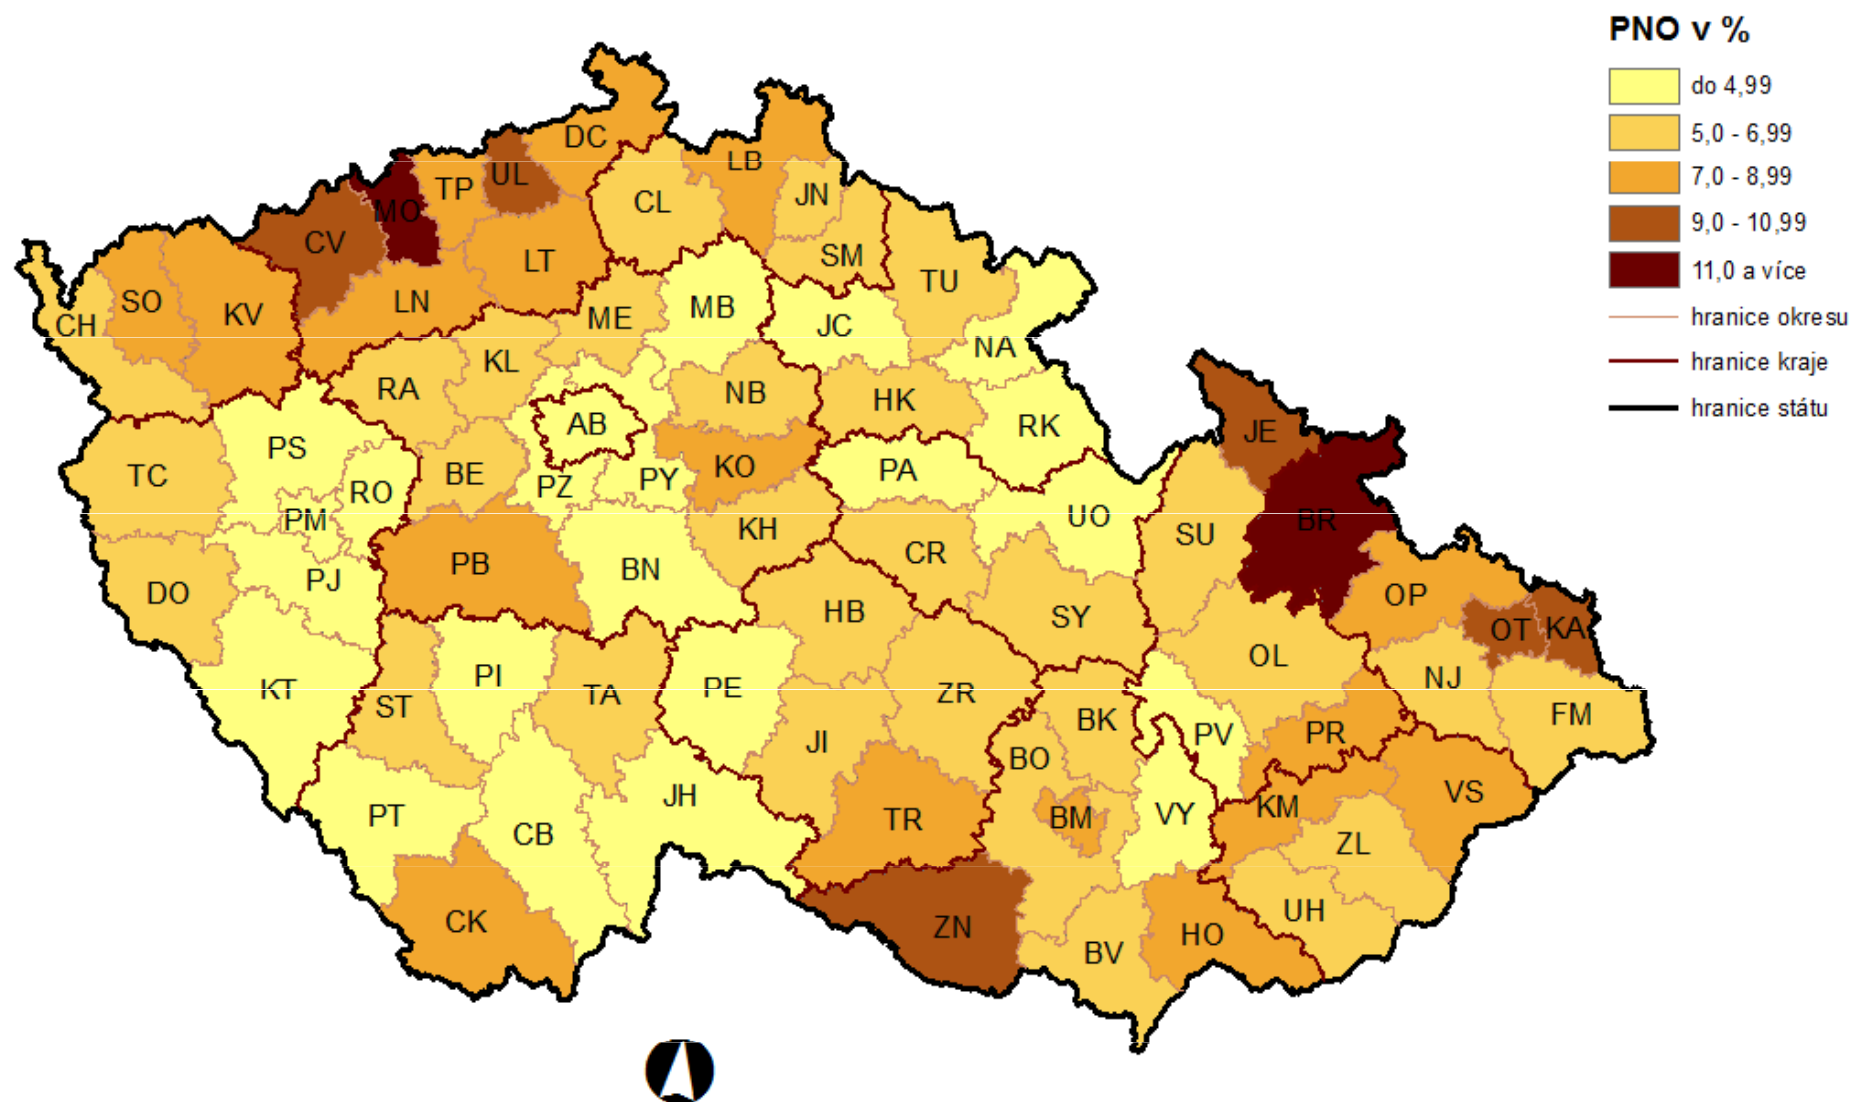 PNO v %
do 4,99
5,0 - 6,99
7,0 - 8,99
9,0 - 10,99
11,0 a více
hranice okresu
hranice kraje
hranice státu
DC
LB
UL
TP
JN
CL
MO
CV
SM
LT
TU
SO
LN
MB
KV
ME
JC
CH
NA
KL
RA
NB
HK
AB
RK
JE
PS
KO
PA
TC
BE
PY
RO
PZ
PM
UO
BR
KH
SU
CR
PB
BN
PJ
DO
OP
HB
SY
OT
KA
OL
PI
NJ
KT
PE
ZR
TA
ST
FM
BK
PR
PV
JI
BO
VS
JH
KM
PT
VY
BM
TR
CB
ZL
UH
CK
ZN
HO
BV